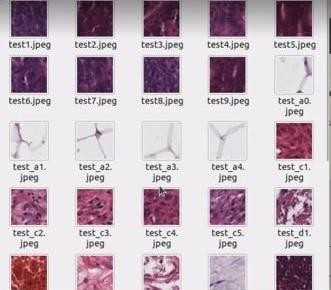 test1.jpeg test2.jpeg test3.jpeg test4.jpeg test5.jpeg
test6.jpeg test7.jpeg test8.jpeg test9.jpeg test_a0.
jpeg
test_a1. test_a2. test_a3. test_a4. test_c1.
jpeg jpeg jpeg jpeg jpeg
test_c2. test_c3. test_c4. test_c5. test_d1.
jpeg jpeg jpeg jpeg jpeg